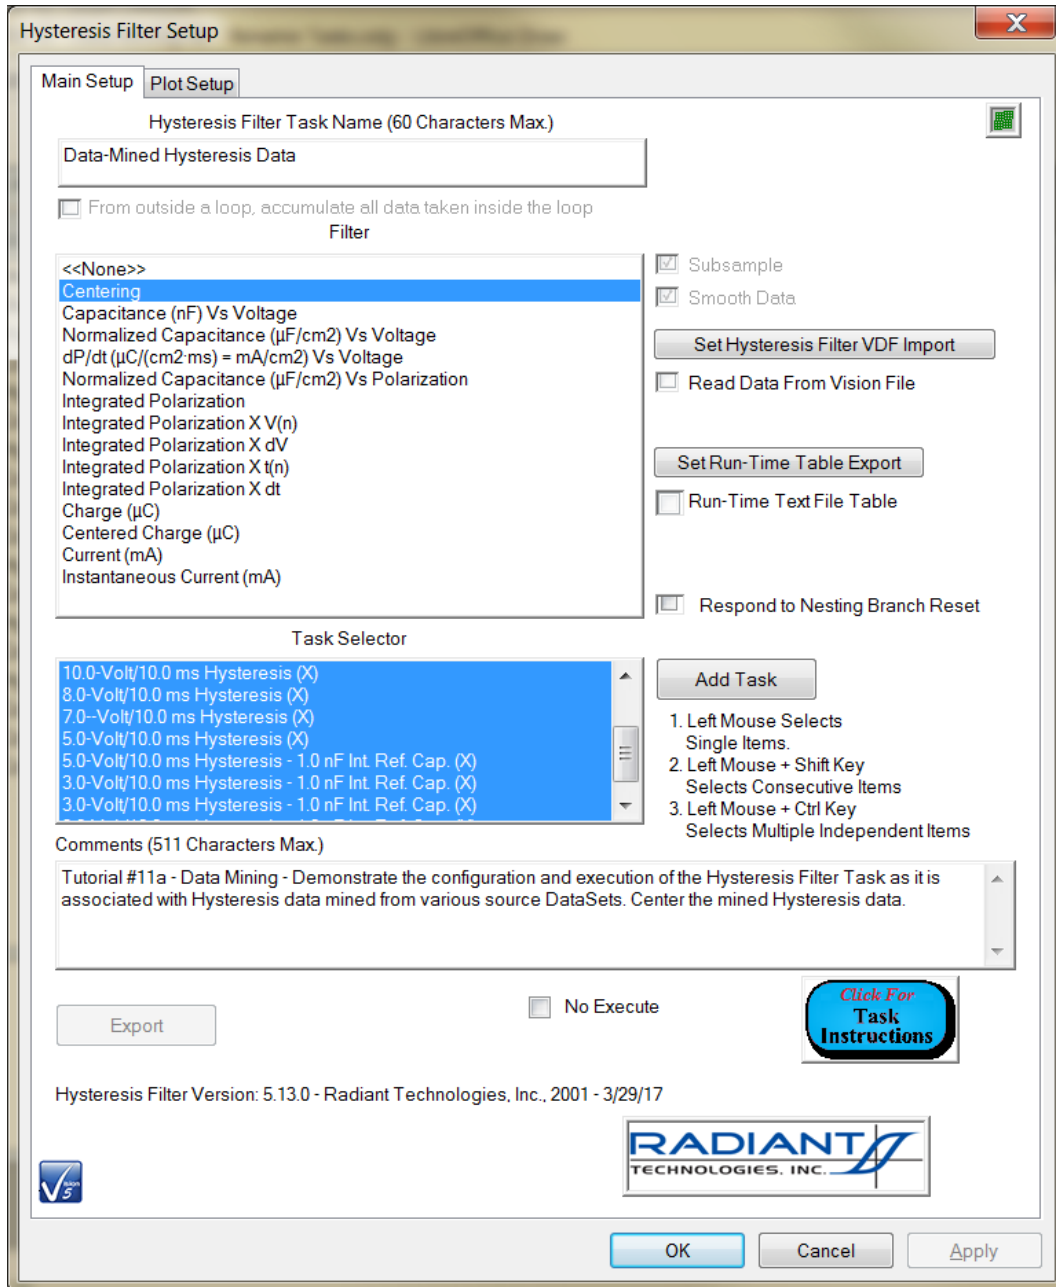 Hysteresis Filter Setup
Main Setup
Plot Setup
Hysteresis Filter Task Name (60 Characters Max.)
Data-Mined Hysteresis Data
From outside a loop, accumulate all data taken inside the loop
Filter
<<None>>
Centering
Capacitance (nF) Vs Voltage
Normalized Capacitance (µF/cm2) Vs Voltage
dP/dt (µC/(cm2·ms) = mA/cm2) Vs Voltage
Normalized Capacitance (µF/cm2) Vs Polarization
Integrated Polarization
Integrated Polarization X V(n)
Integrated Polarization X dV
Integrated Polarization X t(n)
Integrated Polarization X dt
Charge (µC)
Centered Charge (µC)
Current (mA)
Instantaneous Current (mA)
Subsample
Smooth Data
Set Hysteresis Filter VDF Import
Read Data From Vision File
Set Run-Time Table Export
Run-Time Text File Table
Respond to Nesting Branch Reset
Task Selector
10.0-Volt/10.0 ms Hysteresis (X)
8.0-Volt/10.0 ms Hysteresis (X)
7.0--Volt/10.0 ms Hysteresis (X)
5.0-Volt/10.0 ms Hysteresis (X)
5.0-Volt/10.0 ms Hysteresis - 1.0 nF Int. Ref. Cap. (X)
3.0-Volt/10.0 ms Hysteresis - 1.0 nF Int. Ref. Cap. (X)
3.0-Volt/10.0 ms Hysteresis - 1.0 nF Int. Ref. Cap. (X)
Add Task
1. Left Mouse Selects
Single Items.
2. Left Mouse + Shift Key
Selects Consecutive Items
3. Left Mouse + Ctrl Key
Selects Multiple Independent Items
Comments (511 Characters Max.)
Tutorial #11a - Data Mining - Demonstrate the configuration and execution of the Hysteresis Filter Task as it is
associated with Hysteresis data mined from various source DataSets. Center the mined Hysteresis data.
Export
No Execute
Click For
Task
Instructions
Hysteresis Filter Version: 5.13.0 - Radiant Technologies, Inc., 2001 - 3/29/17
RADIANT
TECHNOLOGIES, INC.
Vision
5
OK
Cancel
Apply